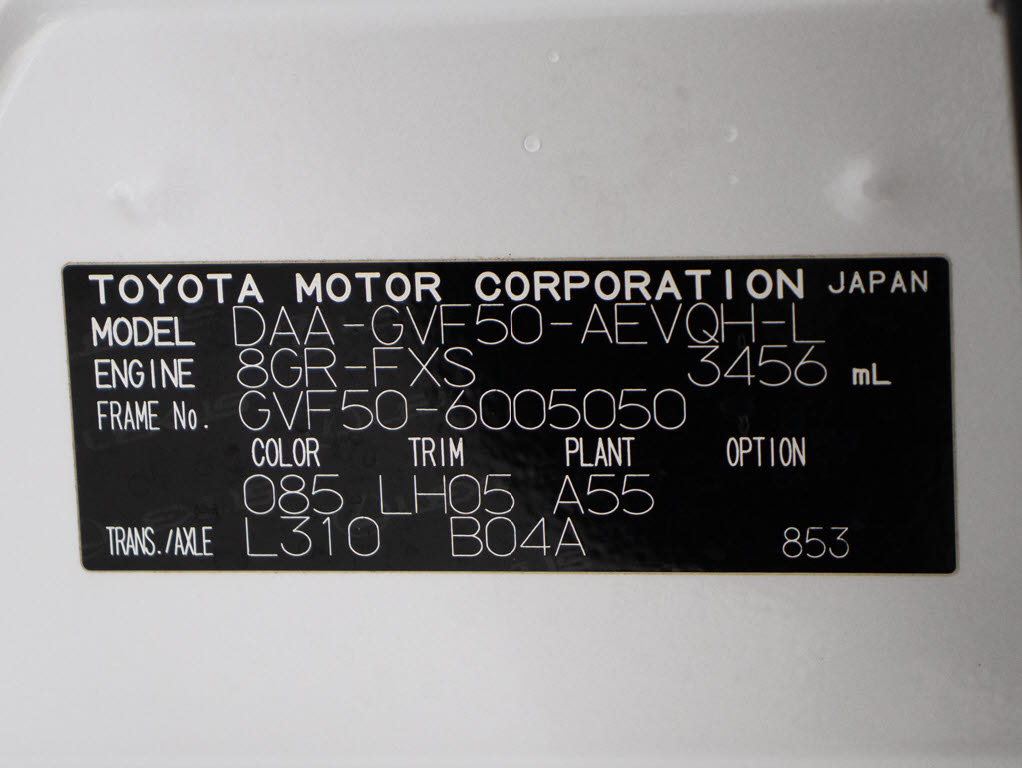 TOYOTA MOTOR CORPORATION JAPAN
MODEL DAA-GVF50-AEVQH-L
ENGINE 8GR-FXS 3456 mL
FRAME No. GVF50-6005050
COLOR TRIM PLANT OPTION
085 LH05 A55
TRANS./AXLE L310 B04A 853